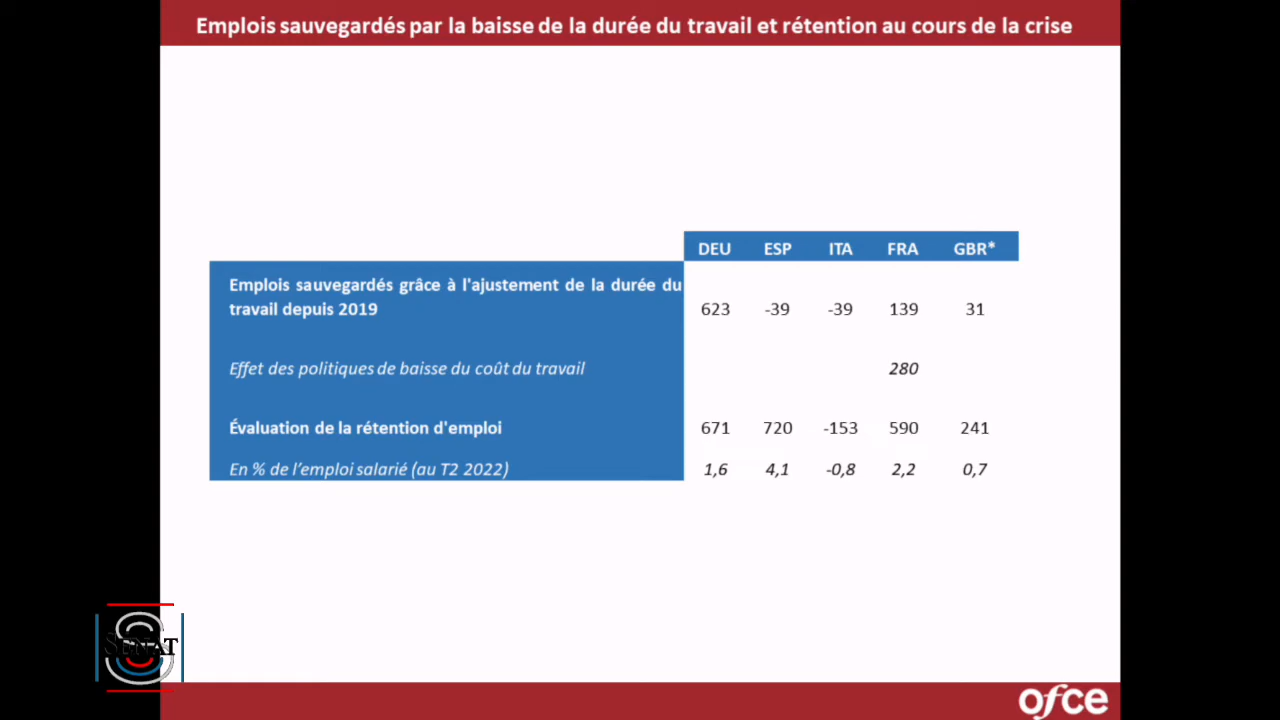 Emplois sauvegardés par la baisse de la durée du travail et rétention au cours de la crise
DEU ESP ITA FRA GBR*
Emplois sauvegardés grâce à l'ajustement de la durée du
travail depuis 2019
623 -39 -39 139 31
Effet des politiques de baisse du coût du travail 280
Évaluation de la rétention d'emploi 671 720 -153 590 241
En % de l’emploi salarié (au T2 2022) 1,6 4,1 -0,8 2,2 0,7
SENAT
ofce